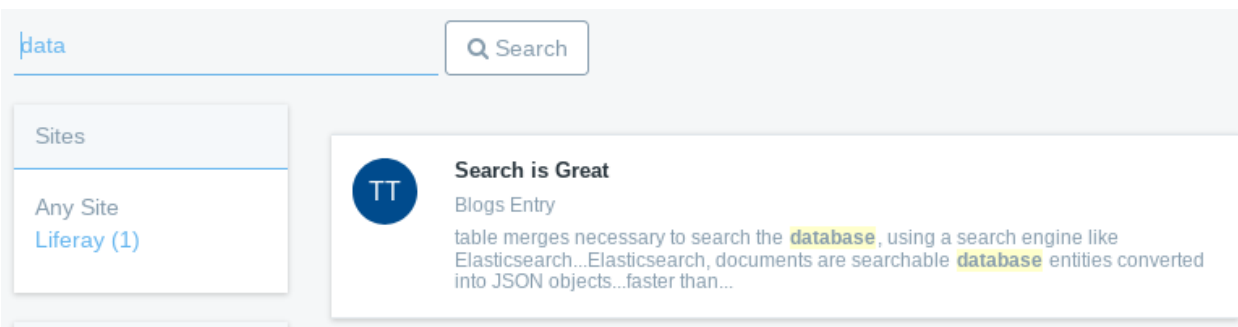 data
Search
Sites
Any Site
Liferay (1)
TT
Search is Great
Blogs Entry
table merges necessary to search the database, using a search engine like
Elasticsearch...Elasticsearch, documents are searchable database entities converted
into JSON objects...faster than...